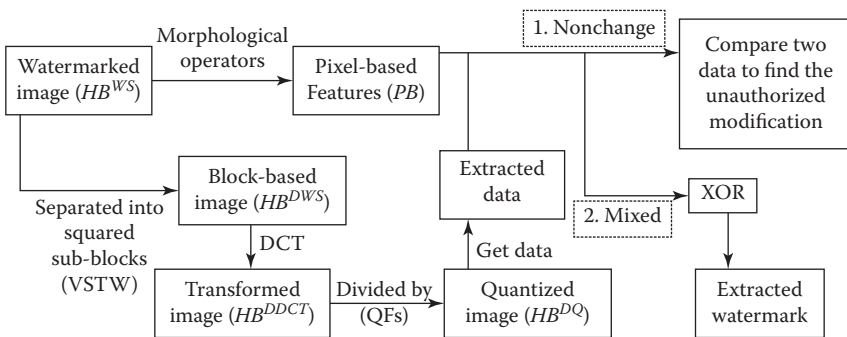 Watermarked
image (HB^WS)
Morphological
operators
Pixel-based
Features (PB)
1. Nonchange
Compare two
data to find the
unauthorized
modification
Separated into
squared
sub-blocks
(VSTW)
Block-based
image (HB^DWS)
DCT
Transformed
image (HB^DDCT)
Divided by
(QFs)
Quantized
image (HB^DQ)
Get data
Extracted
data
2. Mixed
XOR
Extracted
watermark